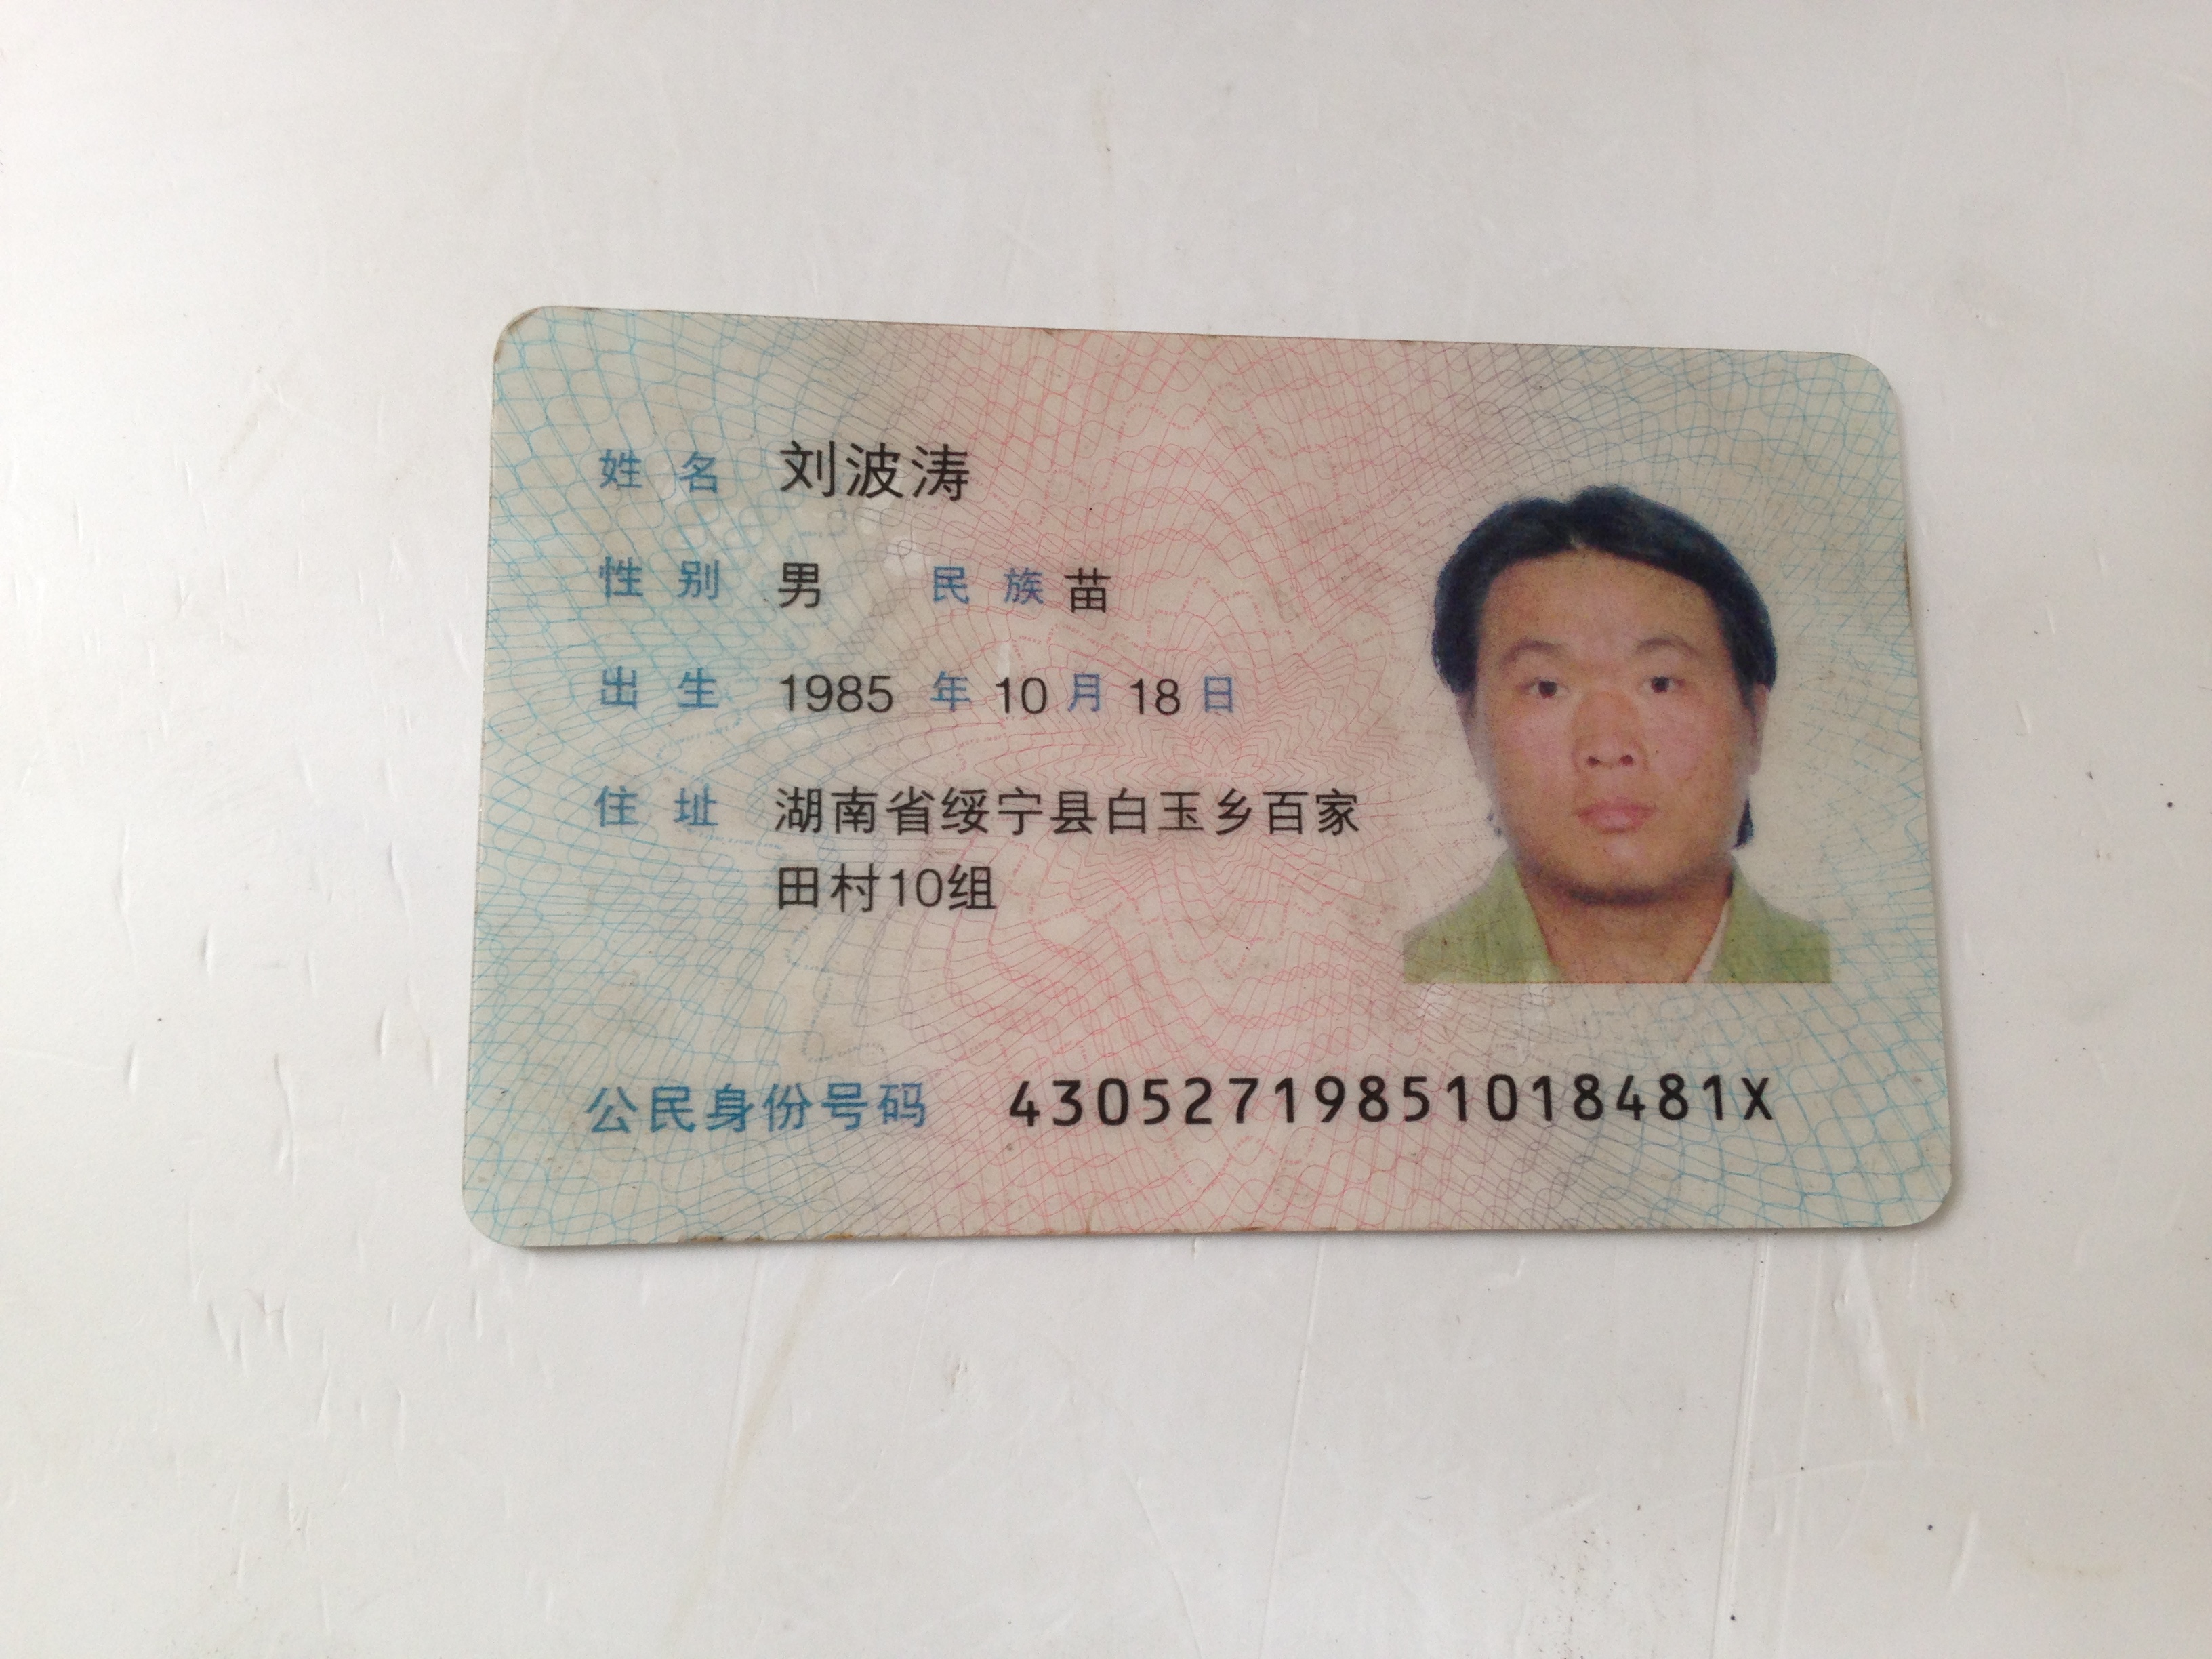 姓 名 刘波涛
性 别 男 民 族 苗
出 生 1985 年 10 月 18 日
住 址 湖南省绥宁县白玉乡百家
田村10组
公民身份号码 43052719851018481X